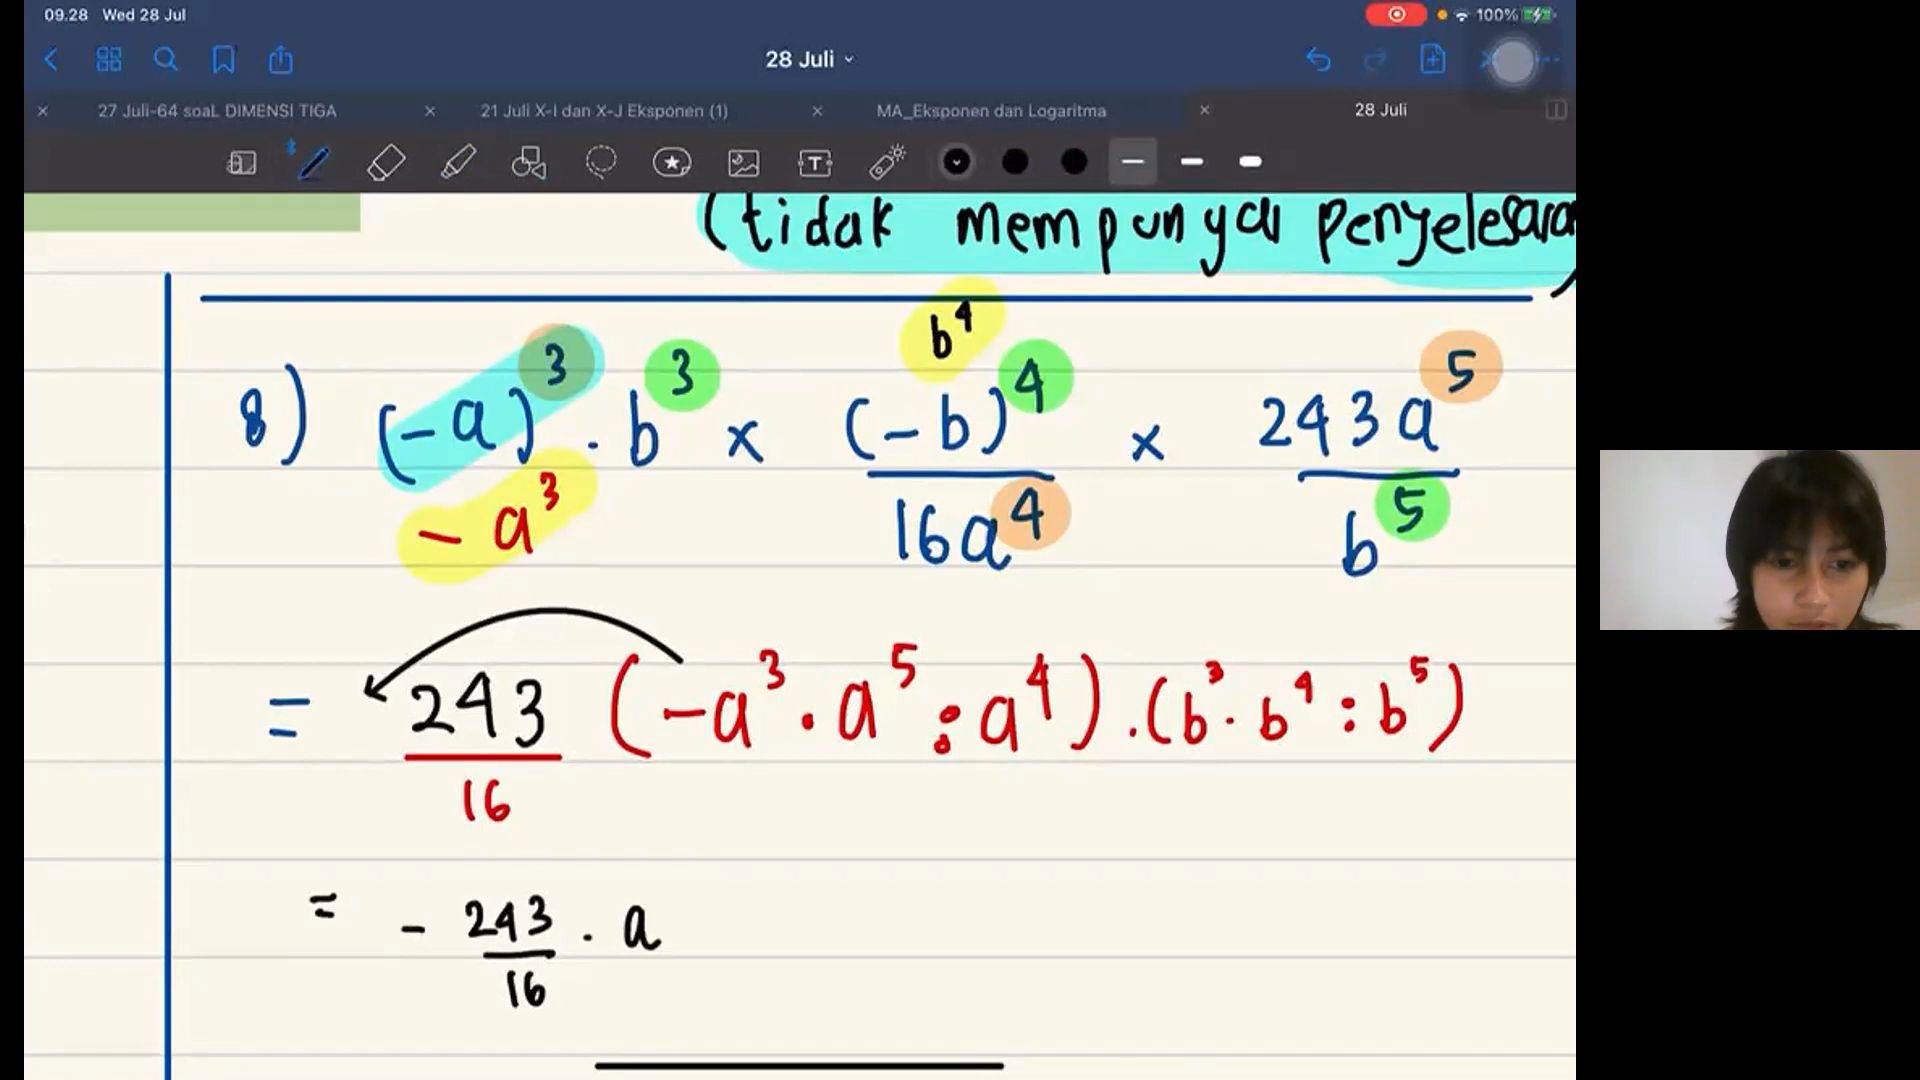 09.28 Wed 28 Jul 100%
28 Juli
27 Juli-64 soaL DIMENSI TIGA 21 Juli X-I dan X-J Eksponen (1) MA_Eksponen dan Logaritma 28 Juli
(tidak mempunyai penyelesaian)
b⁴
8) (-a)³ . b³ x (-b)⁴/16a⁴ x 243a⁵/b⁵
-a³
= 243/16 (-a³ . a⁵ : a⁴) . (b³ . b⁴ : b⁵)
= - 243/16 . a